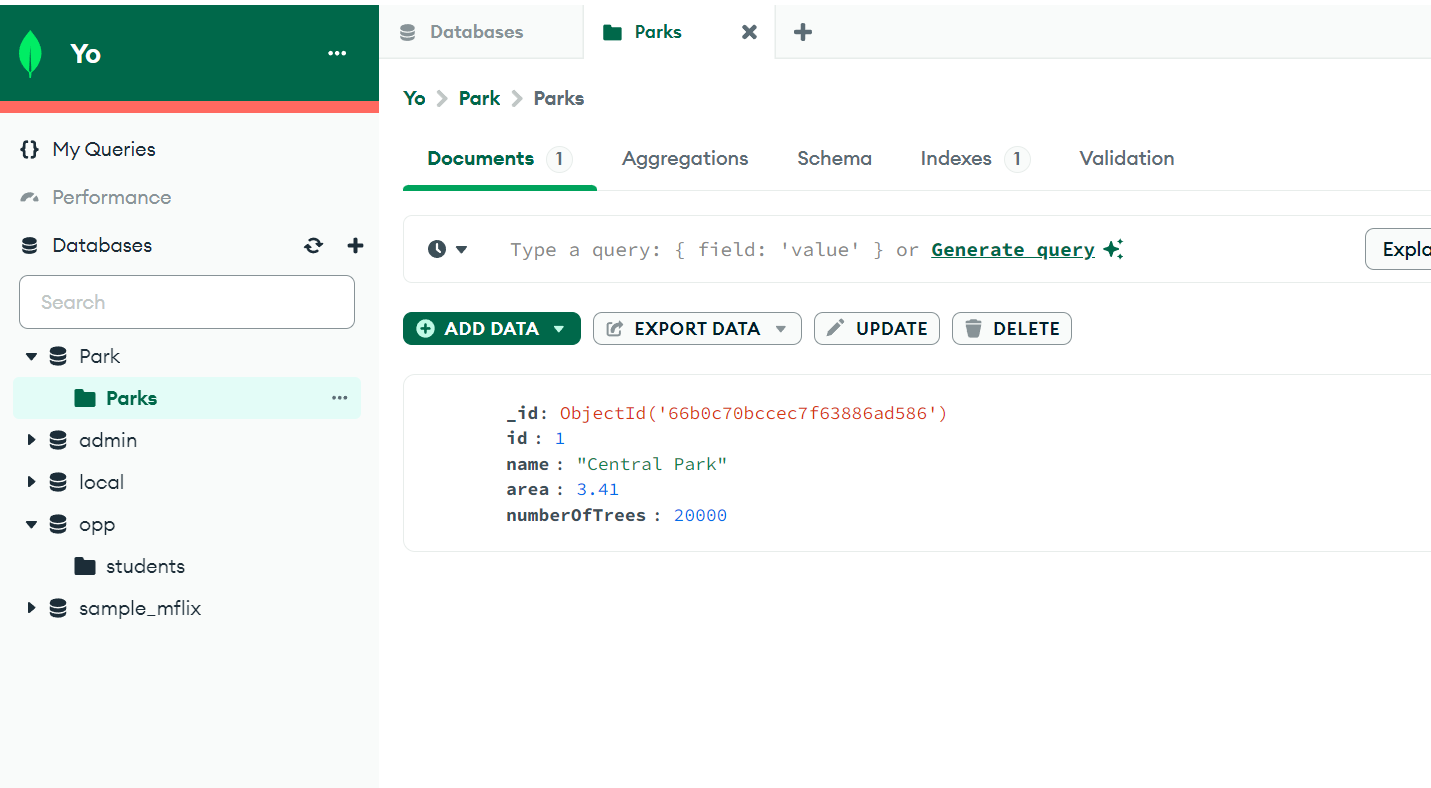 Yo
Databases
Parks
Yo > Park > Parks
My Queries
Performance
Databases
Search
Park
Parks
admin
local
opp
students
sample_mflix
Documents 1 Aggregations Schema Indexes 1 Validation
Type a query: { field: 'value' } or Generate query
Expla
ADD DATA EXPORT DATA UPDATE DELETE
_id: ObjectId('66b0c70bccec7f63886ad586')
id : 1
name : "Central Park"
area : 3.41
numberOfTrees : 20000